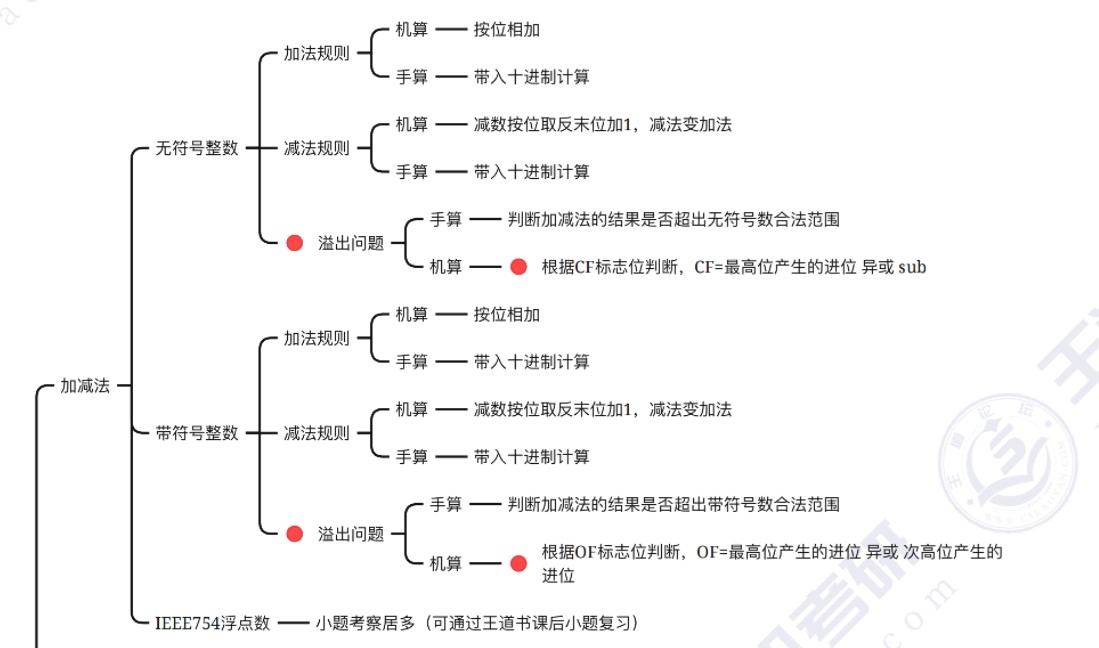 加减法
无符号整数
加法规则
机算
按位相加
手算
带入十进制计算
减法规则
机算
减数按位取反末位加1，减法变加法
手算
带入十进制计算
溢出问题
手算
判断加减法的结果是否超出无符号数合法范围
机算
根据CF标志位判断，CF=最高位产生的进位 异或 sub
带符号整数
加法规则
机算
按位相加
手算
带入十进制计算
减法规则
机算
减数按位取反末位加1，减法变加法
手算
带入十进制计算
溢出问题
手算
判断加减法的结果是否超出带符号数合法范围
机算
根据OF标志位判断，OF=最高位产生的进位 异或 次高位产生的
进位
IEEE754浮点数
小题考察居多（可通过王道书课后小题复习）
考研
com